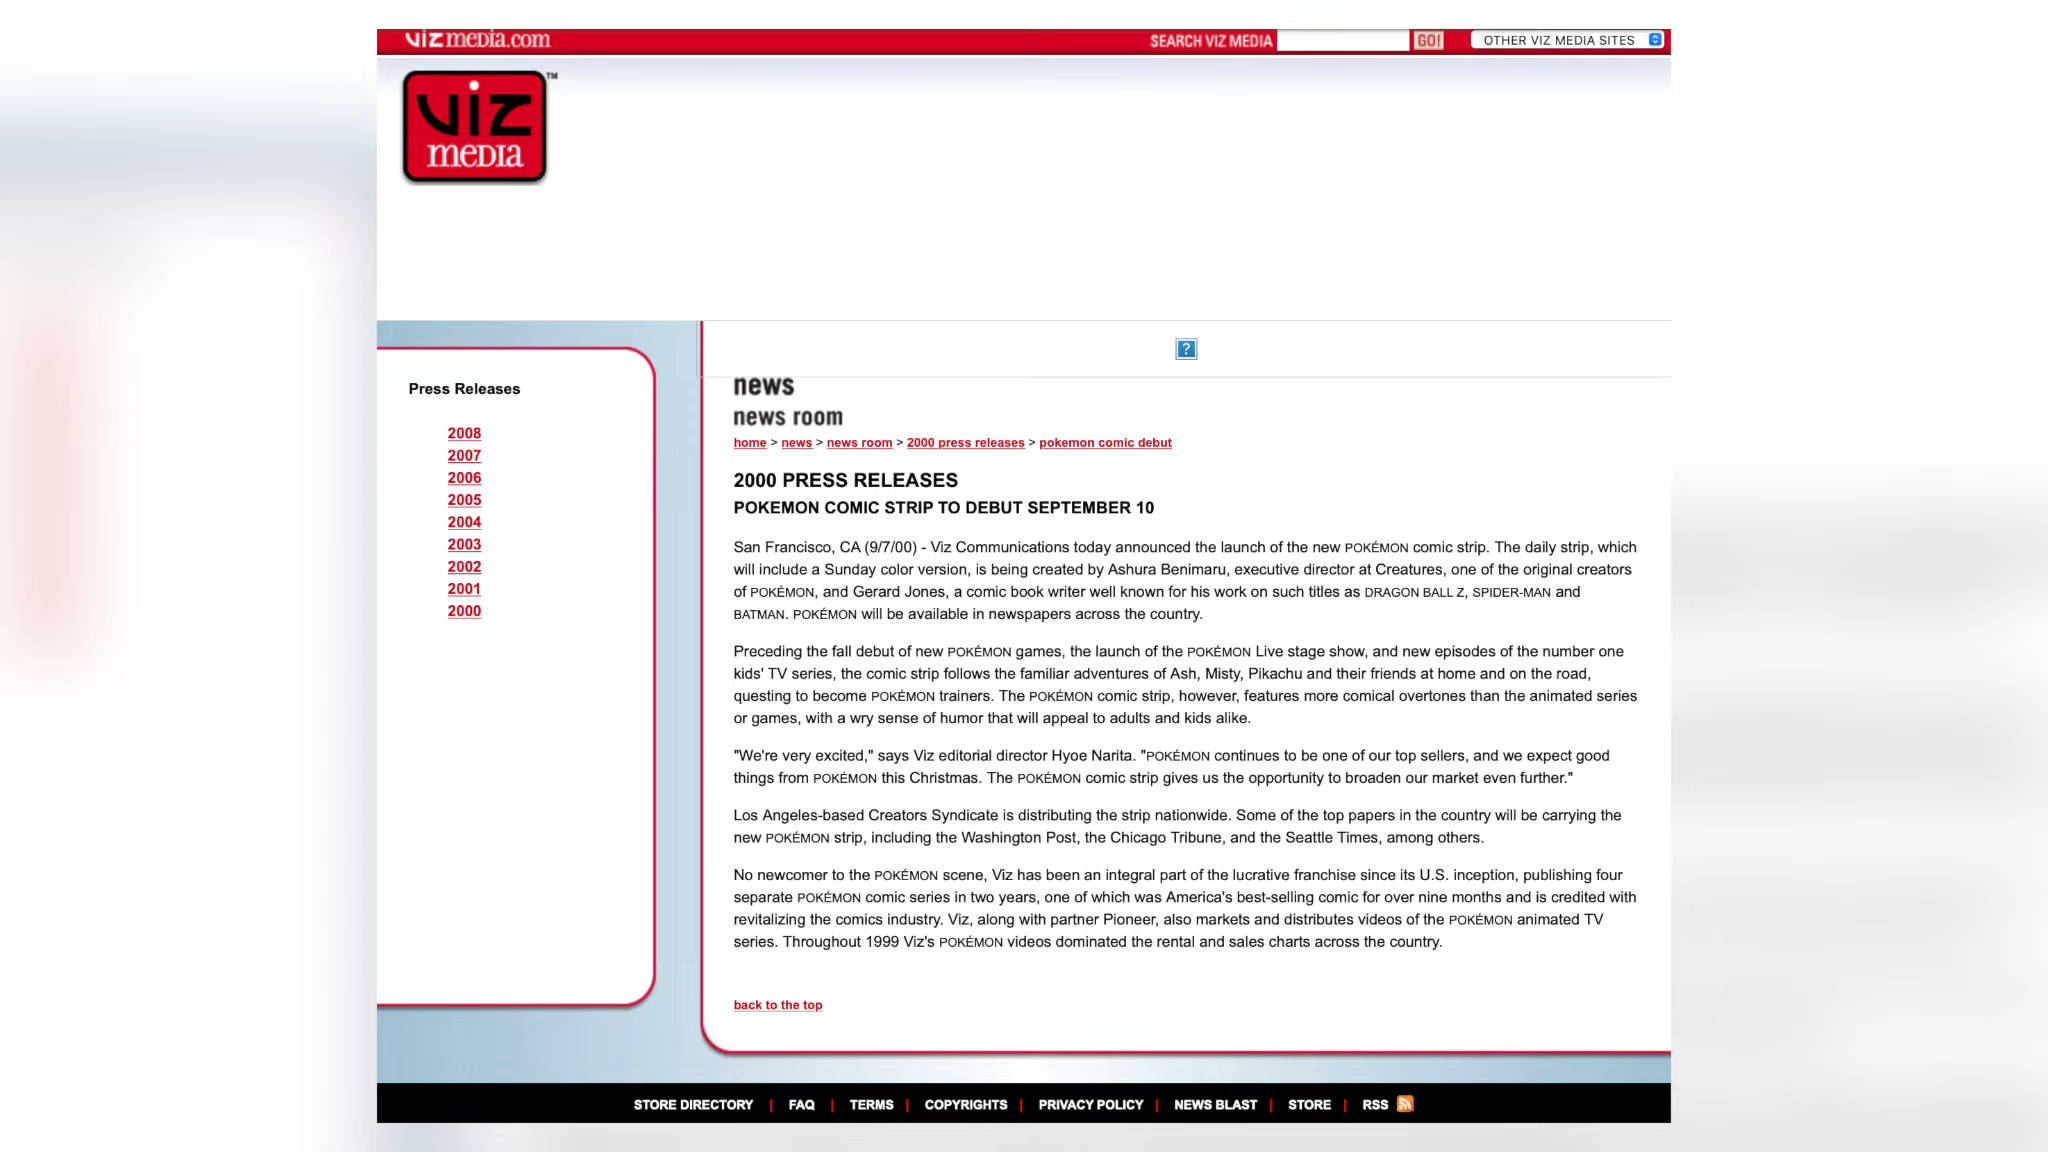 vizmedia.com
SEARCH VIZ MEDIA GO! OTHER VIZ MEDIA SITES
viz media TM
?
Press Releases
2008
2007
2006
2005
2004
2003
2002
2001
2000
news
news room
home > news > news room > 2000 press releases > pokemon comic debut
2000 PRESS RELEASES
POKEMON COMIC STRIP TO DEBUT SEPTEMBER 10
San Francisco, CA (9/7/00) - Viz Communications today announced the launch of the new POKÉMON comic strip. The daily strip, which
will include a Sunday color version, is being created by Ashura Benimaru, executive director at Creatures, one of the original creators
of POKÉMON, and Gerard Jones, a comic book writer well known for his work on such titles as DRAGON BALL Z, SPIDER-MAN and
BATMAN. POKÉMON will be available in newspapers across the country.
Preceding the fall debut of new POKÉMON games, the launch of the POKÉMON Live stage show, and new episodes of the number one
kids' TV series, the comic strip follows the familiar adventures of Ash, Misty, Pikachu and their friends at home and on the road,
questing to become POKÉMON trainers. The POKÉMON comic strip, however, features more comical overtones than the animated series
or games, with a wry sense of humor that will appeal to adults and kids alike.
"We're very excited," says Viz editorial director Hyoe Narita. "POKÉMON continues to be one of our top sellers, and we expect good
things from POKÉMON this Christmas. The POKÉMON comic strip gives us the opportunity to broaden our market even further."
Los Angeles-based Creators Syndicate is distributing the strip nationwide. Some of the top papers in the country will be carrying the
new POKÉMON strip, including the Washington Post, the Chicago Tribune, and the Seattle Times, among others.
No newcomer to the POKÉMON scene, Viz has been an integral part of the lucrative franchise since its U.S. inception, publishing four
separate POKÉMON comic series in two years, one of which was America's best-selling comic for over nine months and is credited with
revitalizing the comics industry. Viz, along with partner Pioneer, also markets and distributes videos of the POKÉMON animated TV
series. Throughout 1999 Viz's POKÉMON videos dominated the rental and sales charts across the country.
back to the top
STORE DIRECTORY | FAQ | TERMS | COPYRIGHTS | PRIVACY POLICY | NEWS BLAST | STORE | RSS